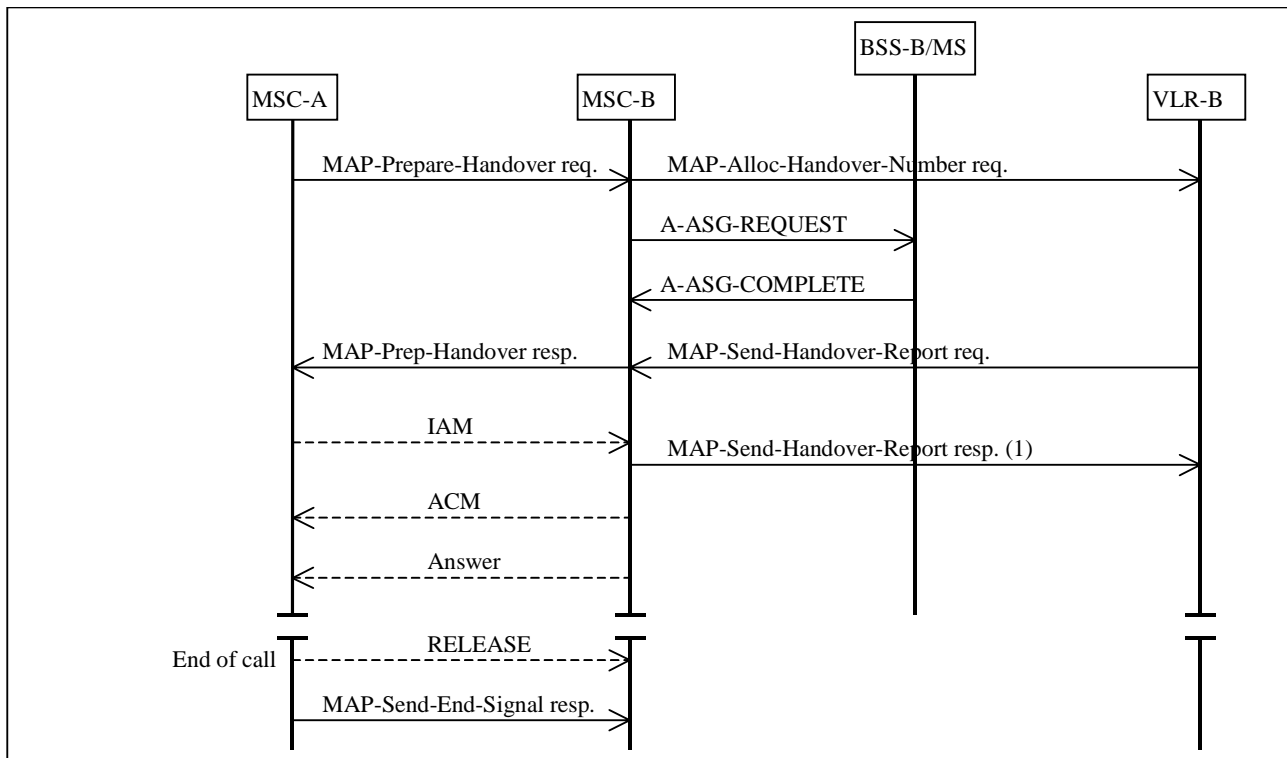 BSS-B/MS
MSC-A
MSC-B
VLR-B
MAP-Prepare-Handover req.
MAP-Alloc-Handover-Number req.
A-ASG-REQUEST
A-ASG-COMPLETE
MAP-Prep-Handover resp.
MAP-Send-Handover-Report req.
IAM
MAP-Send-Handover-Report resp. (1)
ACM
Answer
RELEASE
End of call
MAP-Send-End-Signal resp.